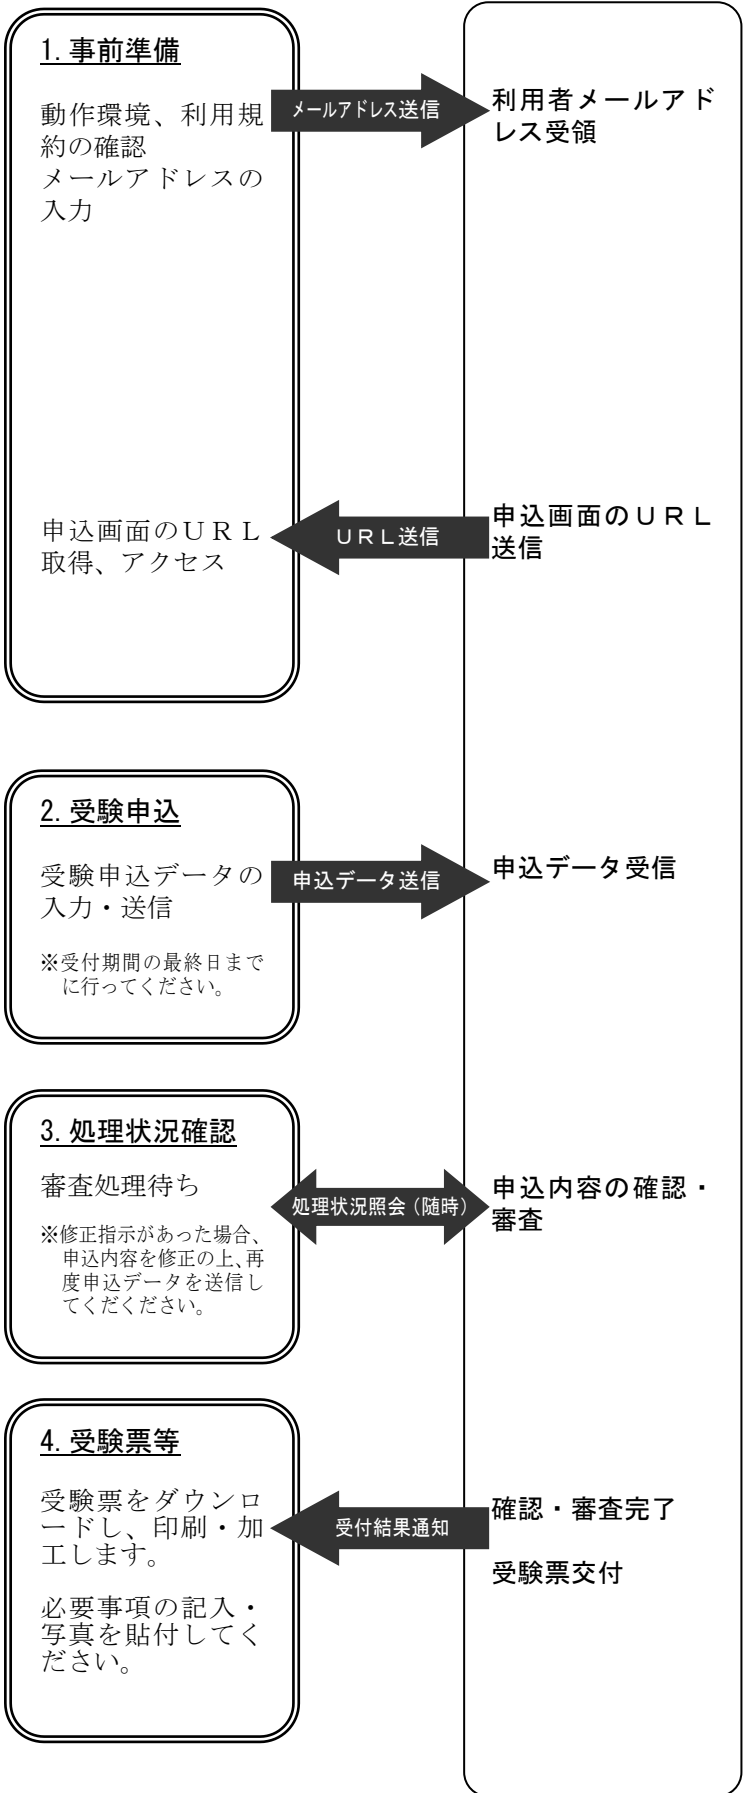 1. 事前準備
動作環境、利用規
約の確認
メールアドレスの
入力
メールアドレス送信
利用者メールアド
レス受領
申込画面のＵＲＬ
取得、アクセス
ＵＲＬ送信
申込画面のＵＲＬ
送信
2. 受験申込
受験申込データの
入力・送信
※受付期間の最終日まで
に行ってください。
申込データ送信
申込データ受信
3. 処理状況確認
審査処理待ち
※修正指示があった場合、
申込内容を修正の上、再
度申込データを送信し
てくだください。
処理状況照会（随時）
申込内容の確認・
審査
4. 受験票等
受験票をダウンロ
ードし、印刷・加
工します。
必要事項の記入・
写真を貼付してく
ださい。
受付結果通知
確認・審査完了
受験票交付